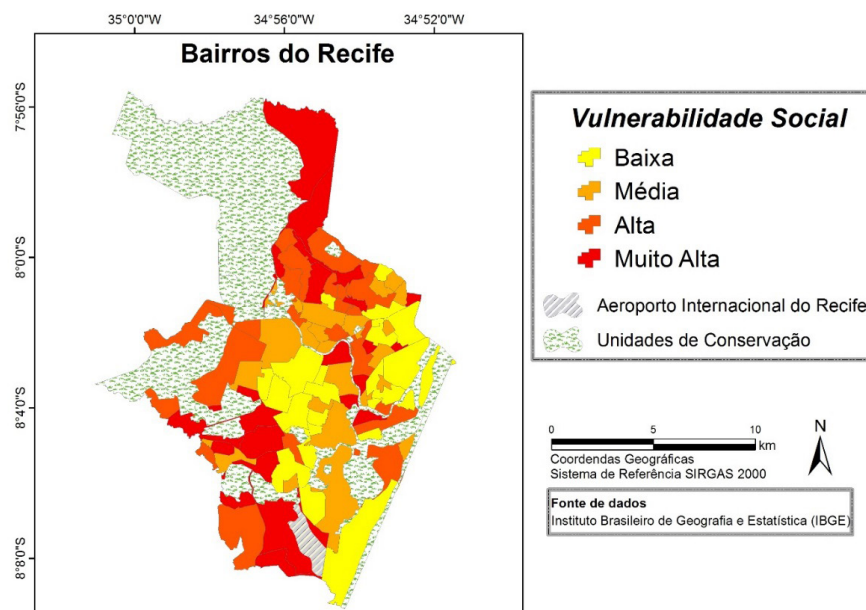 35°0'0"W 34°56'0"W 34°52'0"W
Bairros do Recife
7°56'0"S
8°0'0"S
8°4'0"S
8°8'0"S
Vulnerabilidade Social
Baixa
Média
Alta
Muito Alta
Aeroporto Internacional do Recife
Unidades de Conservação
0 5 10
km
N
Coordendas Geográficas
Sistema de Referência SIRGAS 2000
Fonte de dados
Instituto Brasileiro de Geografia e Estatística (IBGE)